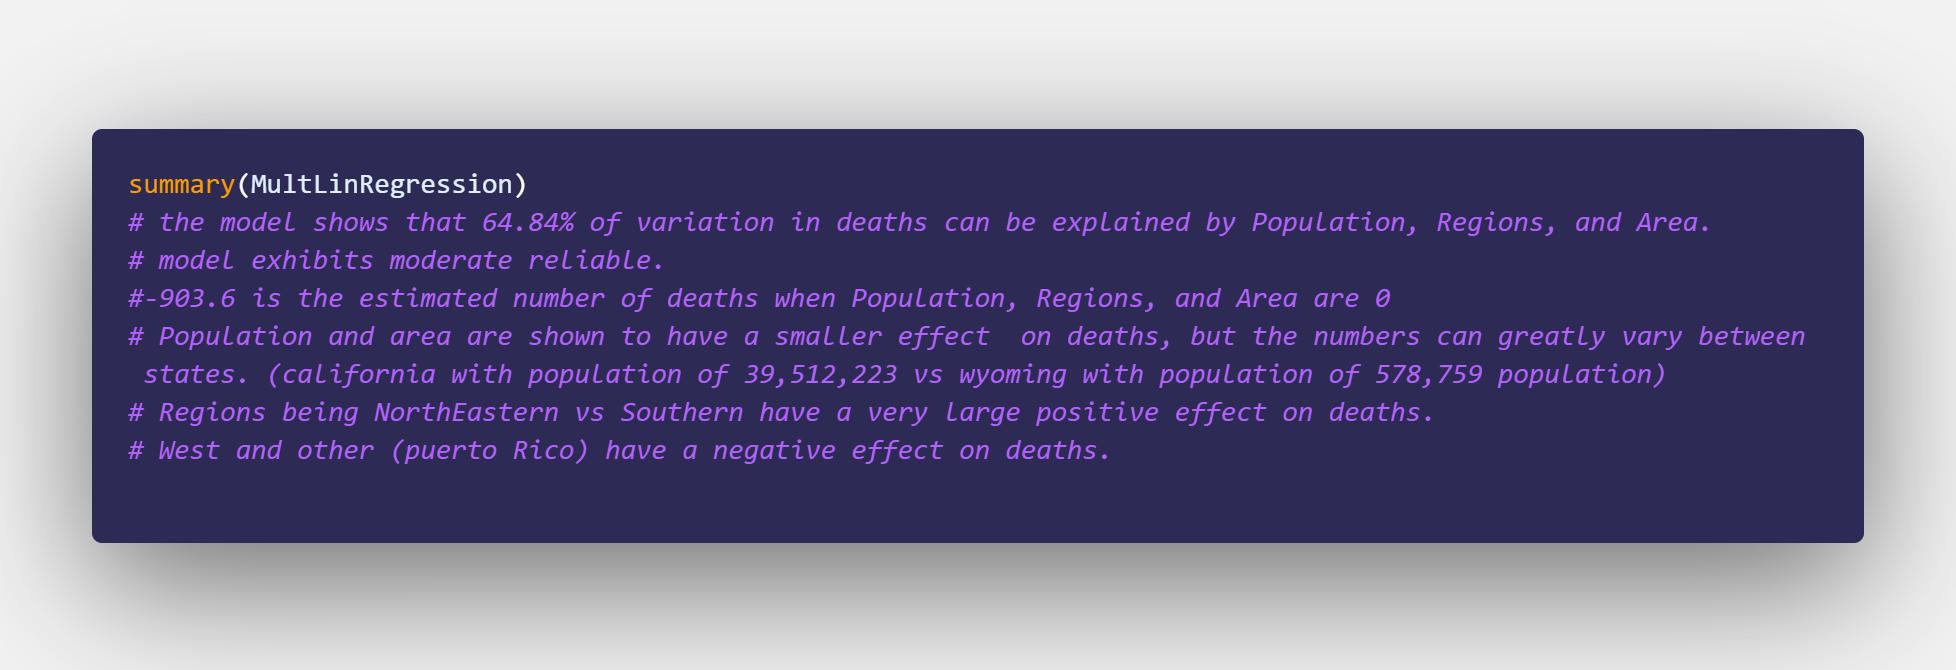 summary(MultLinRegression)
# the model shows that 64.84% of variation in deaths can be explained by Population, Regions, and Area.
# model exhibits moderate reliable.
#-903.6 is the estimated number of deaths when Population, Regions, and Area are 0
# Population and area are shown to have a smaller effect  on deaths, but the numbers can greatly vary between
states. (california with population of 39,512,223 vs wyoming with population of 578,759 population)
# Regions being NorthEastern vs Southern have a very large positive effect on deaths.
# West and other (puerto Rico) have a negative effect on deaths.